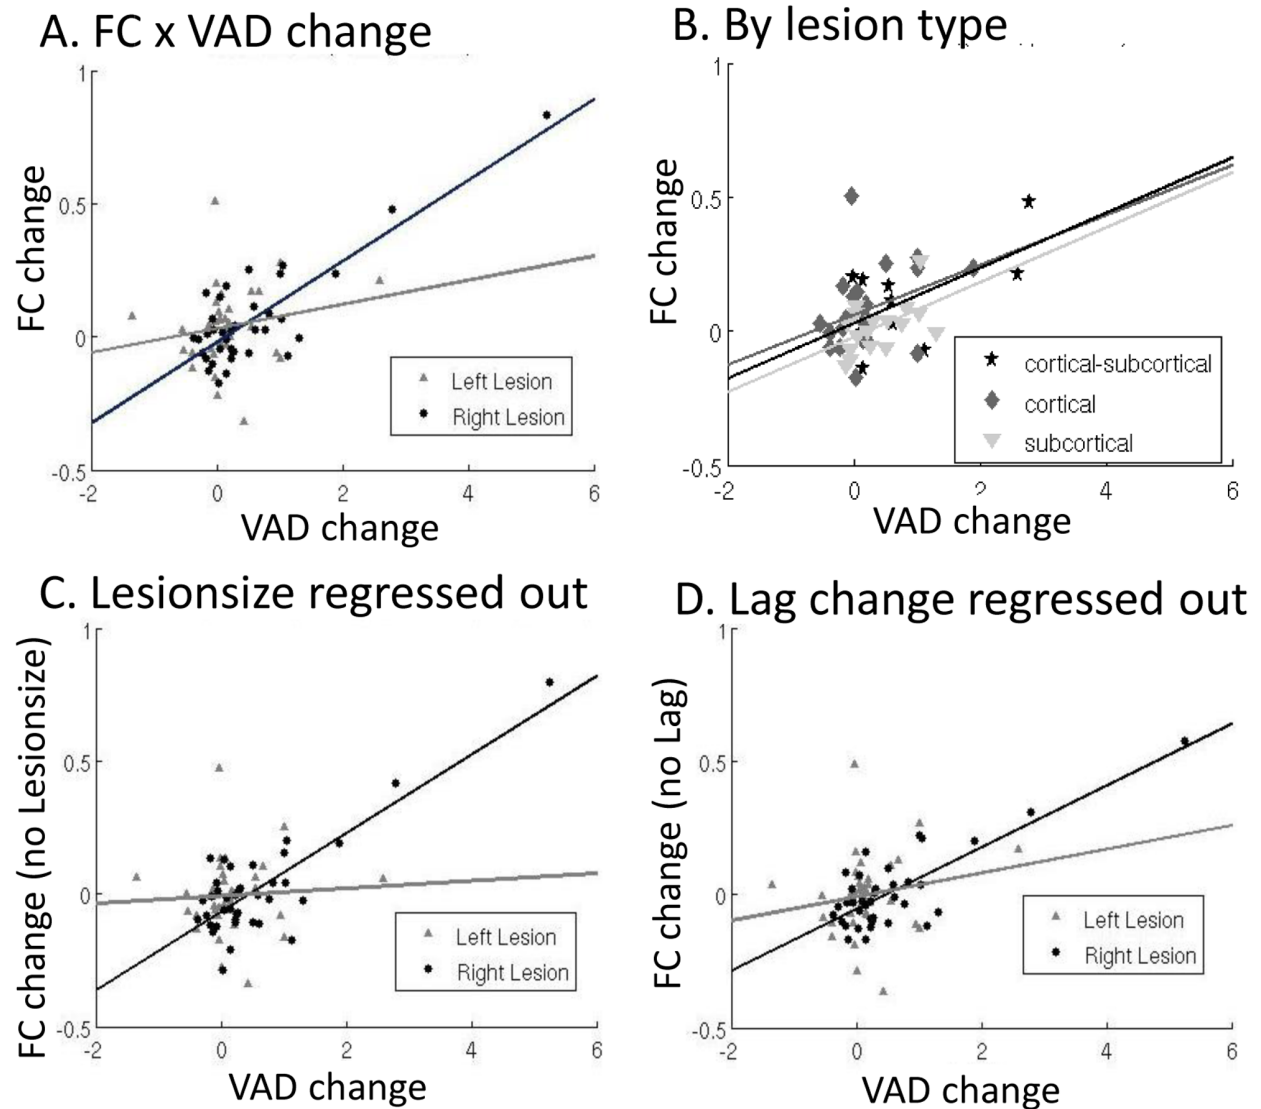 A. FC x VAD change
FC change
1
0.5
0
-0.5
-2
0
2
4
6
Left Lesion
Right Lesion
VAD change
B. By lesion type
FC change
1
0.5
0
-0.5
-2
0
2
4
6
cortical-subcortical
cortical
subcortical
VAD change
C. Lesionsize regressed out
FC change (no Lesionsize)
1
0.5
0
-0.5
-2
0
2
4
6
Left Lesion
Right Lesion
VAD change
D. Lag change regressed out
FC change (no Lag)
1
0.5
0
-0.5
-2
0
2
4
6
Left Lesion
Right Lesion
VAD change